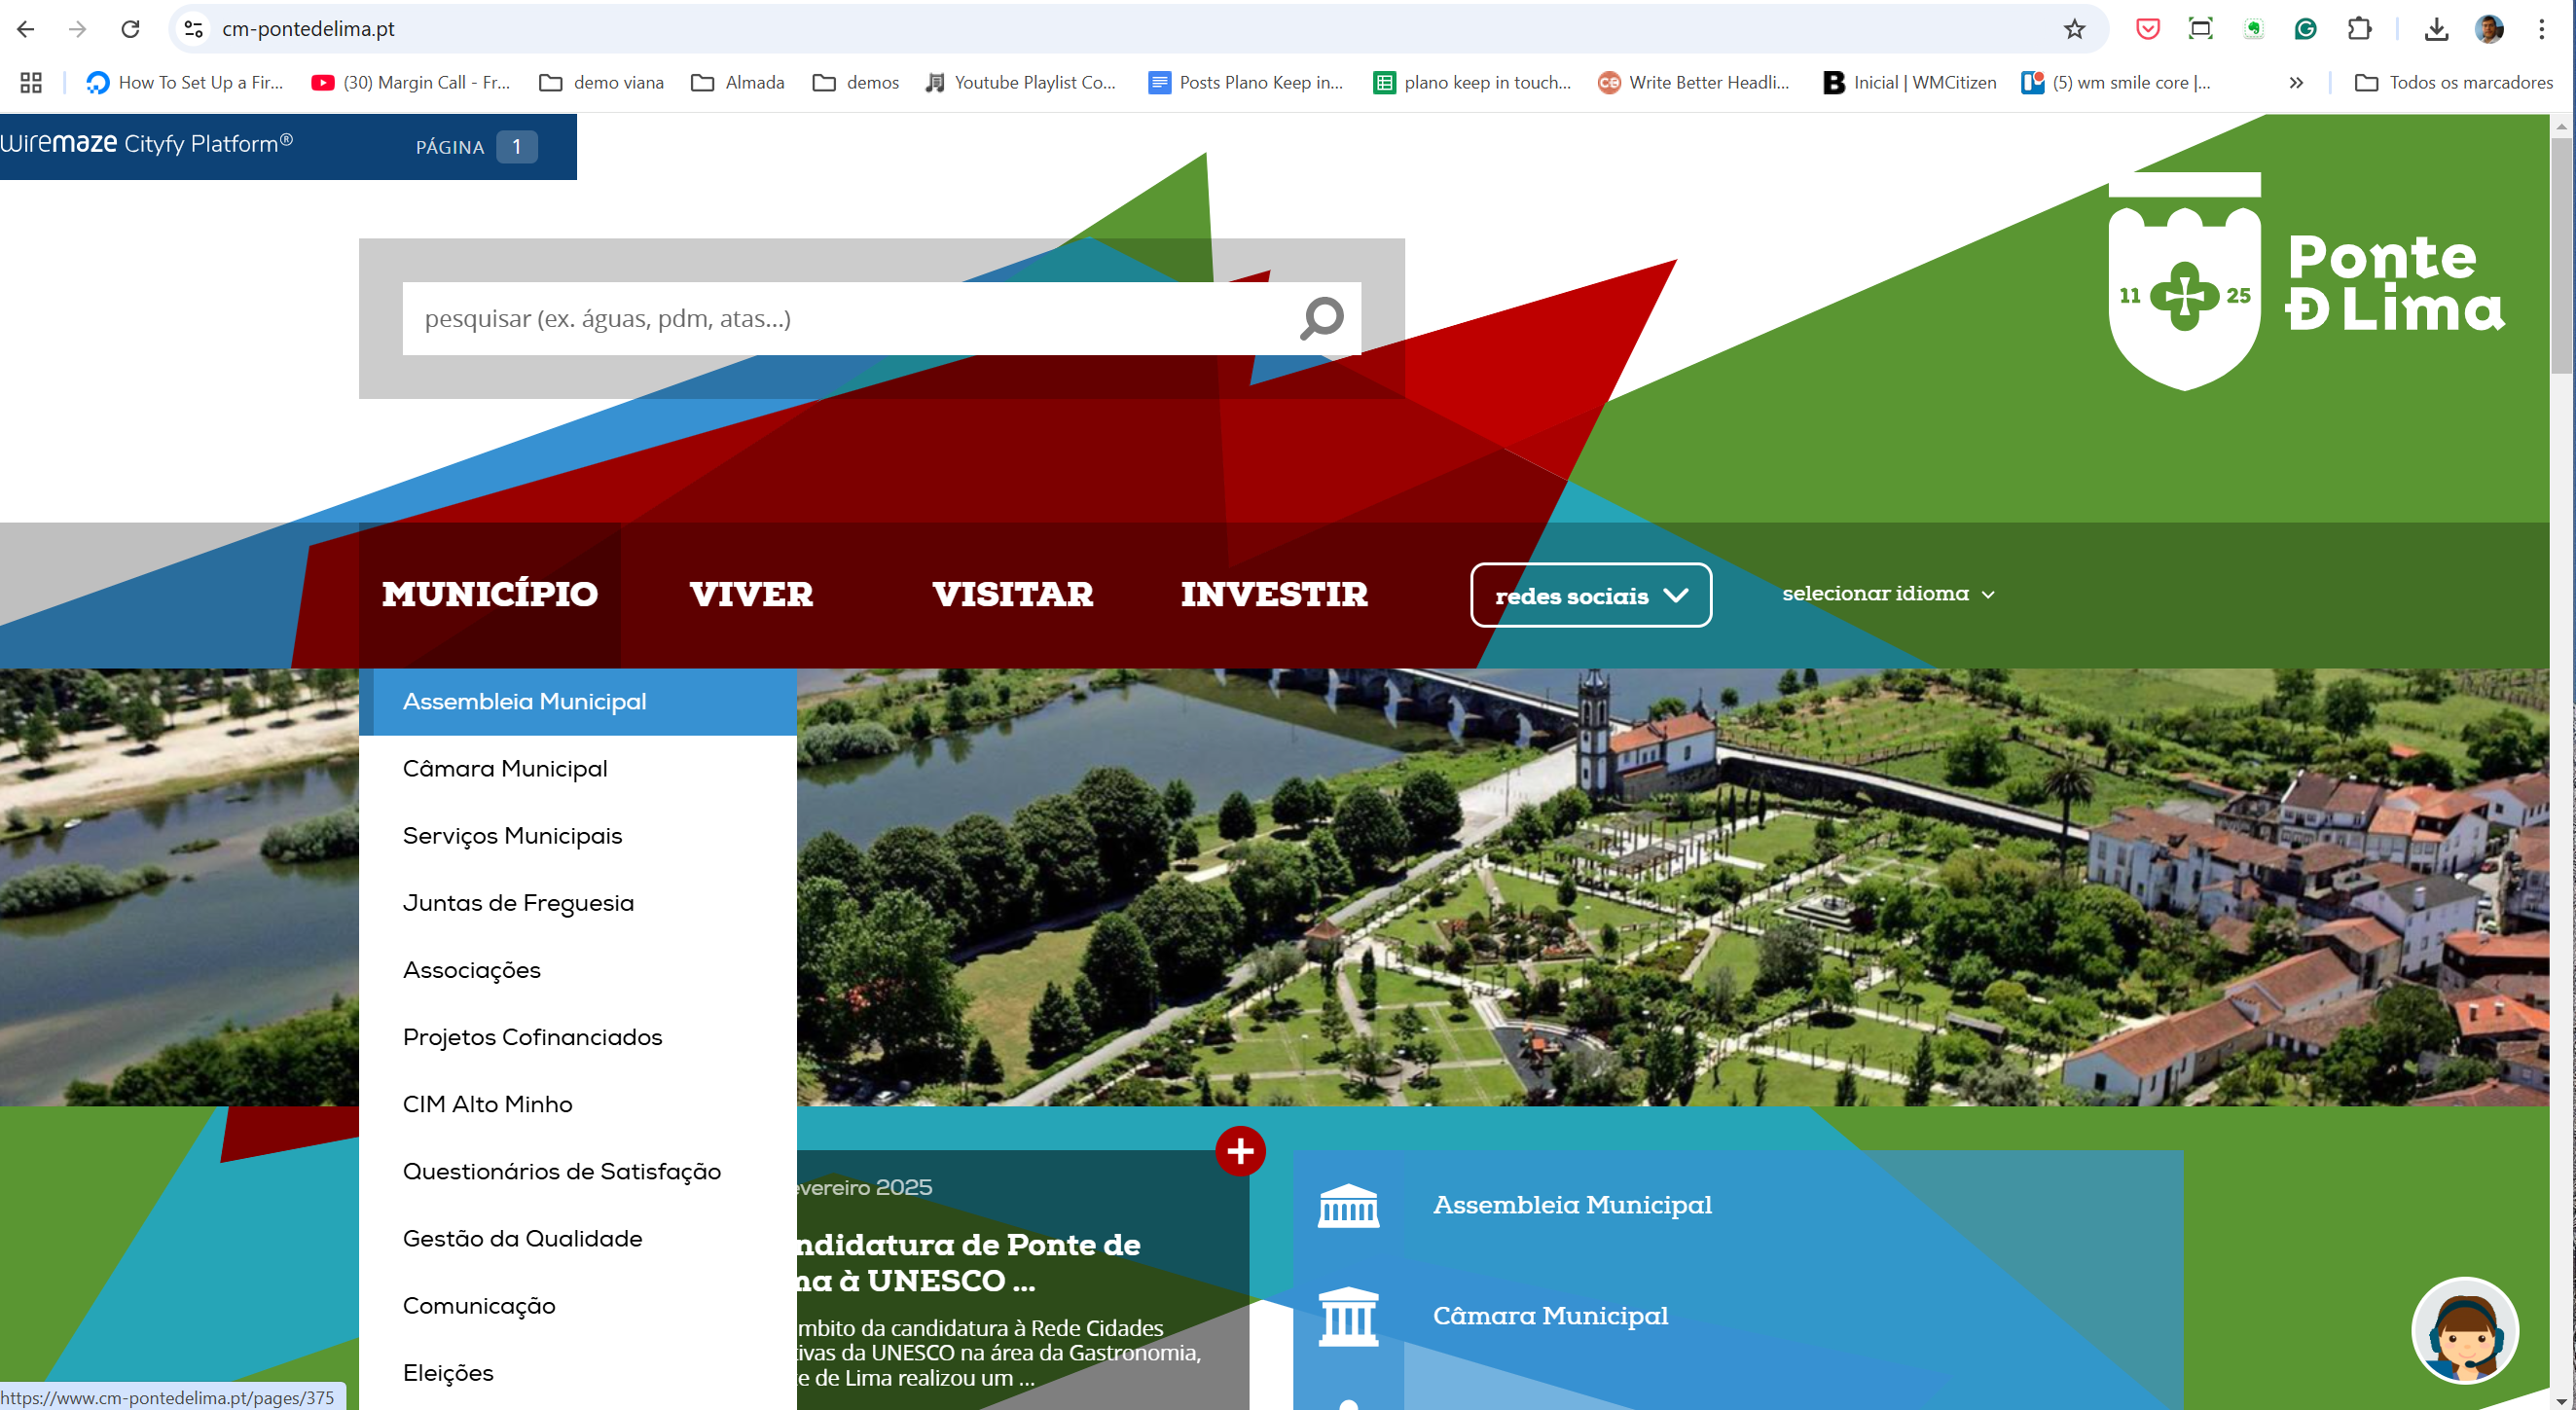 cm-pontedelima.pt
How To Set Up a Fir...
(30) Margin Call - Fr...
demo viana
Almada
demos
Youtube Playlist Co...
Posts Plano Keep in...
plano keep in touch...
Write Better Headli...
Inicial | WMCitizen
(5) wm smile core |...
Todos os marcadores
wiremaze Cityfy Platform®
PÁGINA 1
pesquisar (ex. águas, pdm, atas...)
11 25
Ponte
D Lima
MUNICÍPIO
VIVER
VISITAR
INVESTIR
redes sociais
selecionar idioma
Assembleia Municipal
Câmara Municipal
Serviços Municipais
Juntas de Freguesia
Associações
Projetos Cofinanciados
CIM Alto Minho
Questionários de Satisfação
Gestão da Qualidade
Comunicação
Eleições
evereiro 2025
ndidatura de Ponte de
na à UNESCO ...
mbito da candidatura à Rede Cidades
tivas da UNESCO na área da Gastronomia,
te de Lima realizou um ...
Assembleia Municipal
Câmara Municipal
https://www.cm-pontedelima.pt/pages/375